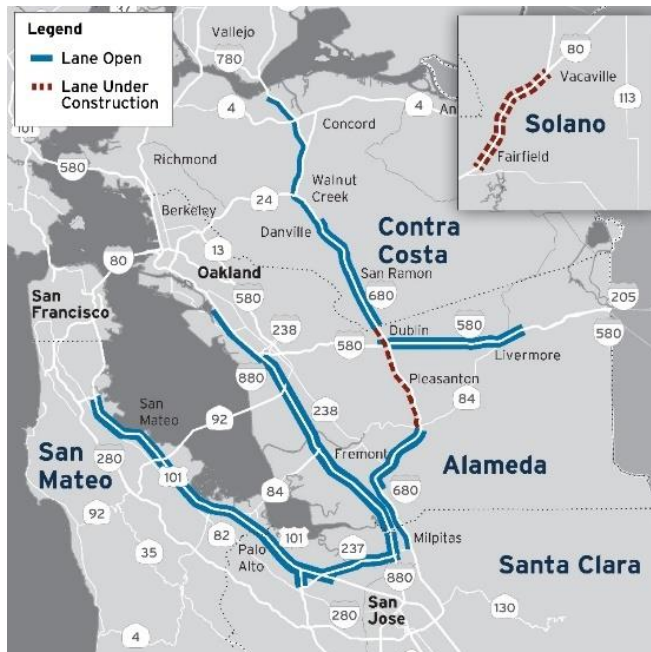 Legend
Lane Open
Lane Under
Construction
Vallejo
780
37
101
4
4
An
Concord
80
Vacaville
113
Solano
Fairfield
580
Richmond
Walnut
Creek
24
Berkeley
Danville
Contra
Costa
13
80
Oakland
San Ramon
680
San
Francisco
580
205
238
Dublin
580
580
580
Livermore
880
Pleasanton
84
San
Mateo
92
238
San
Mateo
280
101
Fremont
Alameda
92
84
680
82
101
35
Palo
Alto
237
Milpitas
880
Santa Clara
280
San
Jose
130
4